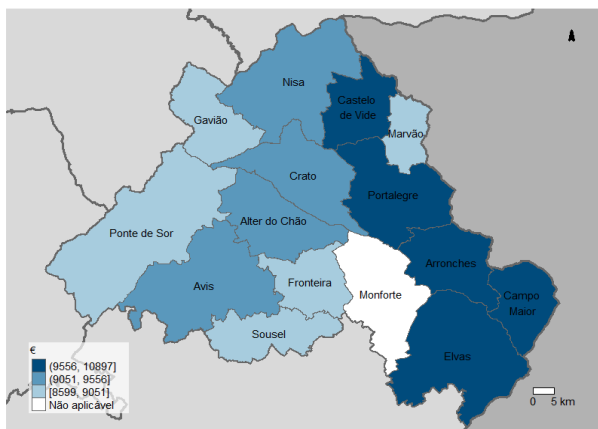 Nisa
Castelo
de Vide
Gavião
Marvão
Crato
Portalegre
Alter do Chão
Ponte de Sor
Arronches
Avis
Fronteira
Monforte
Campo
Maior
Sousel
Elvas
€
(9556, 10897]
(9051, 9556]
[8599, 9051]
Não aplicável
0 5 km